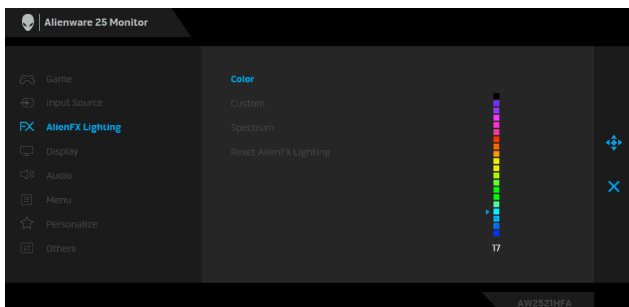 Alienware 25 Monitor
Game
Input Source
FX AlienFX Lighting
Display
Audio
Menu
Personalize
Others
Color
Custom
Spectrum
Reset AlienFX Lighting
17
AW2521HFA